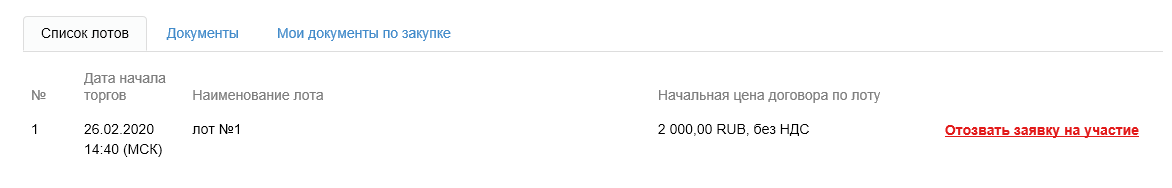 Список лотов Документы Мои документы по закупке
Дата начала
№ торгов Наименование лота Начальная цена договора по лоту
1 26.02.2020 лот №1 2 000,00 RUB, без НДС Отозвать заявку на участие
14:40 (МСК)